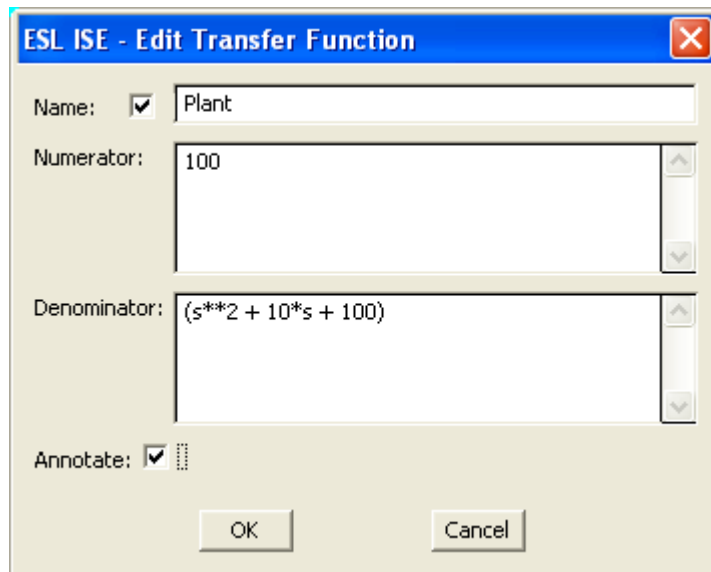 ESL ISE - Edit Transfer Function
Name: Plant
Numerator: 100
Denominator: (s**2 + 10*s + 100)
Annotate:
OK Cancel